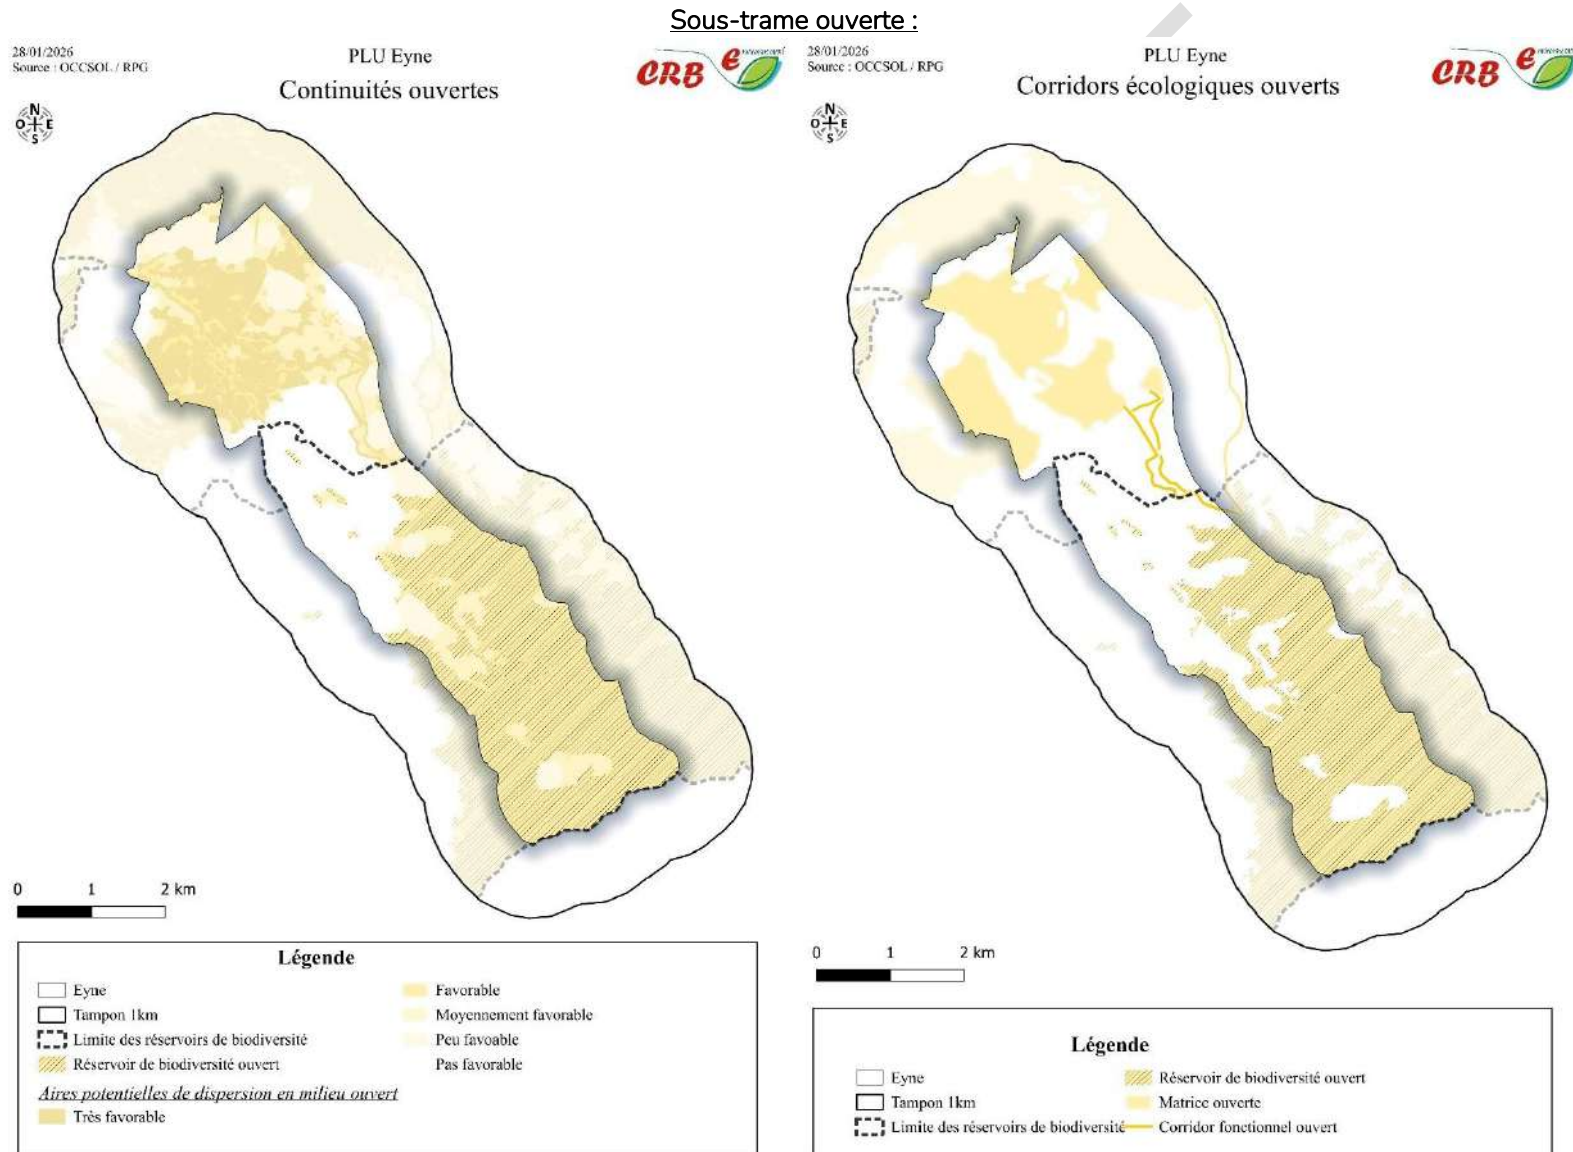 Sous-trame ouverte :
28/01/2026
Source : OCCSOL / RPG
PLU Eyne
Continuités ouvertes
CRB e
N
O E
S
0 1 2 km
Légende
Eyne
Tampon 1km
Limite des réservoirs de biodiversité
Réservoir de biodiversité ouvert
Aires potentielles de dispersion en milieu ouvert
Très favorable
Favorable
Moyennement favorable
Peu favoable
Pas favorable
28/01/2026
Source : OCCSOL / RPG
PLU Eyne
Corridors écologiques ouverts
CRB e
N
O E
S
0 1 2 km
Légende
Eyne
Tampon 1km
Limite des réservoirs de biodiversité
Réservoir de biodiversité ouvert
Matrice ouverte
Corridor fonctionnel ouvert